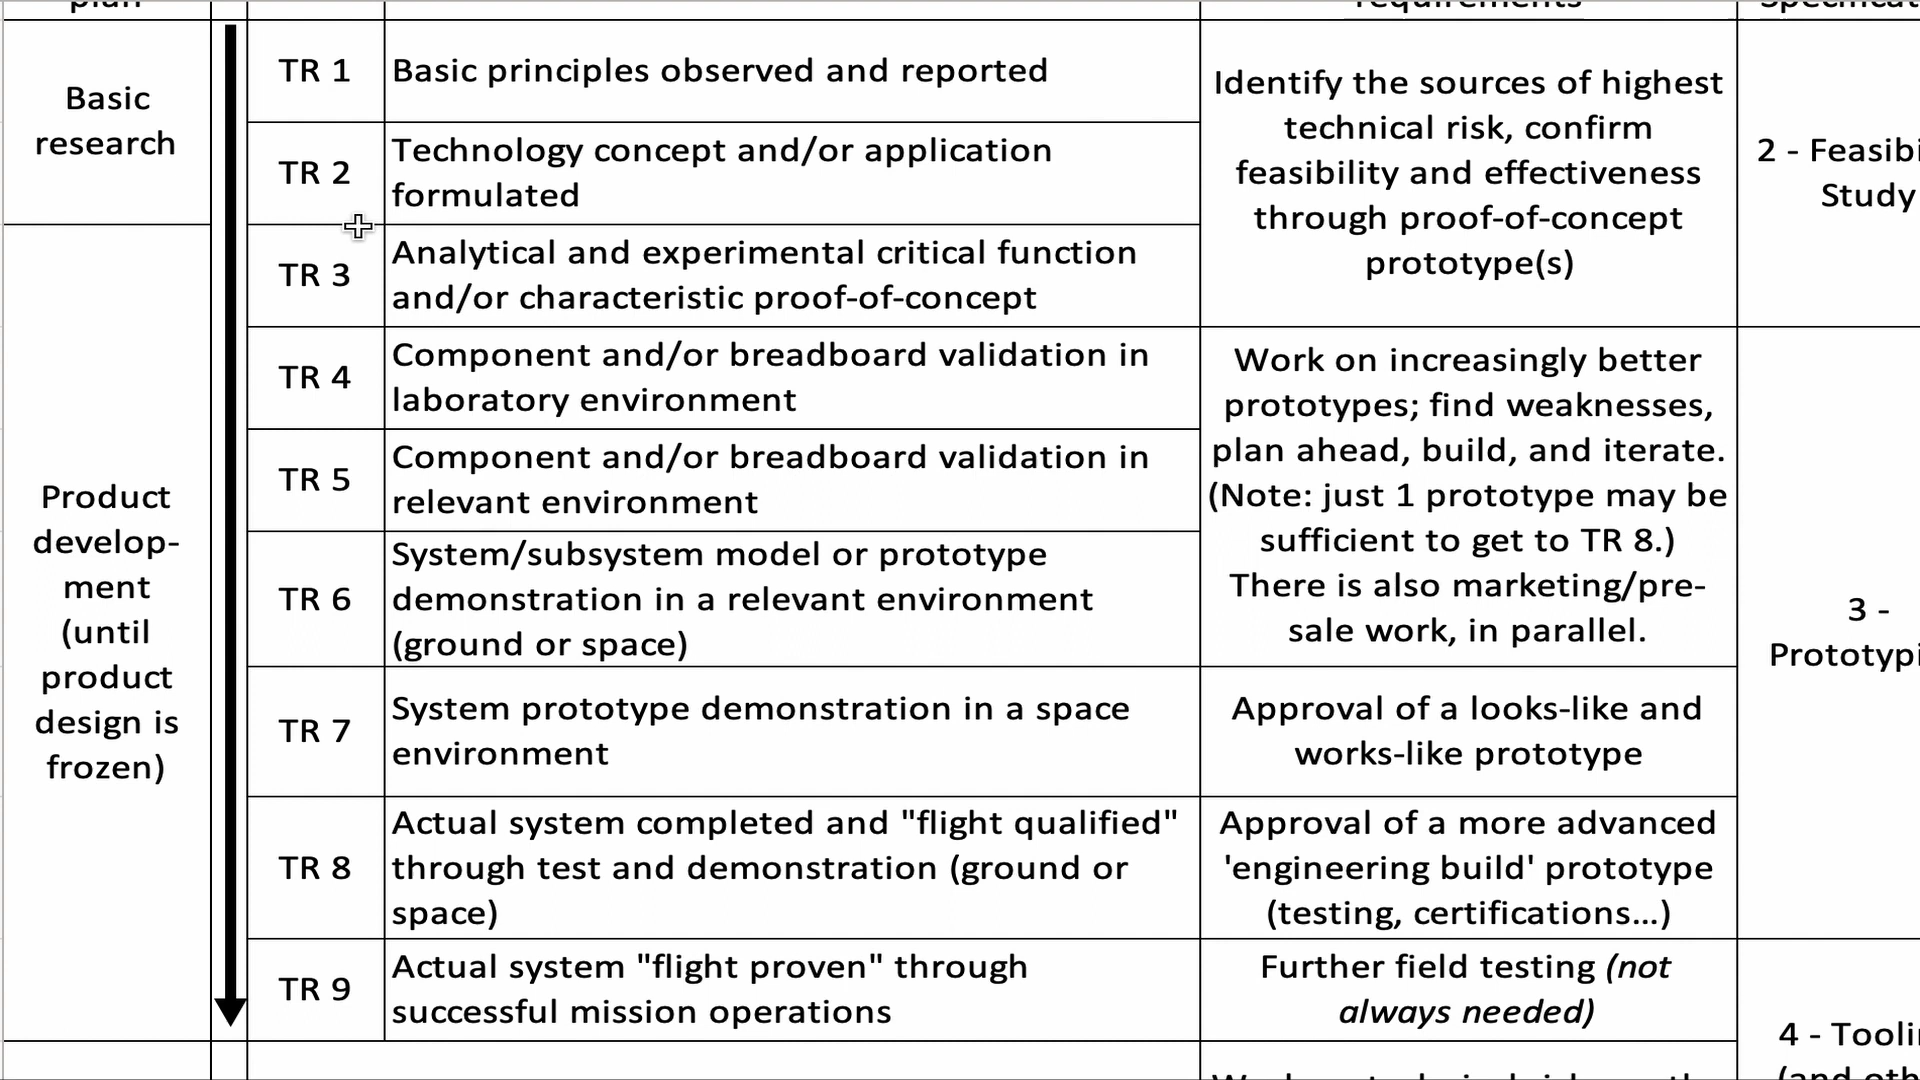 plan
requirements
Basic
research
TR 1
Basic principles observed and reported
TR 2
Technology concept and/or application
formulated
Identify the sources of highest
technical risk, confirm
feasibility and effectiveness
through proof-of-concept
prototype(s)
2 - Feasibi
Study
Product
develop-
ment
(until
product
design is
frozen)
TR 3
Analytical and experimental critical function
and/or characteristic proof-of-concept
TR 4
Component and/or breadboard validation in
laboratory environment
TR 5
Component and/or breadboard validation in
relevant environment
TR 6
System/subsystem model or prototype
demonstration in a relevant environment
(ground or space)
Work on increasingly better
prototypes; find weaknesses,
plan ahead, build, and iterate.
(Note: just 1 prototype may be
sufficient to get to TR 8.)
There is also marketing/pre-
sale work, in parallel.
3 -
Prototypi
TR 7
System prototype demonstration in a space
environment
Approval of a looks-like and
works-like prototype
TR 8
Actual system completed and "flight qualified"
through test and demonstration (ground or
space)
Approval of a more advanced
'engineering build' prototype
(testing, certifications...)
TR 9
Actual system "flight proven" through
successful mission operations
Further field testing (not
always needed)
4 - Toolin
(and oth